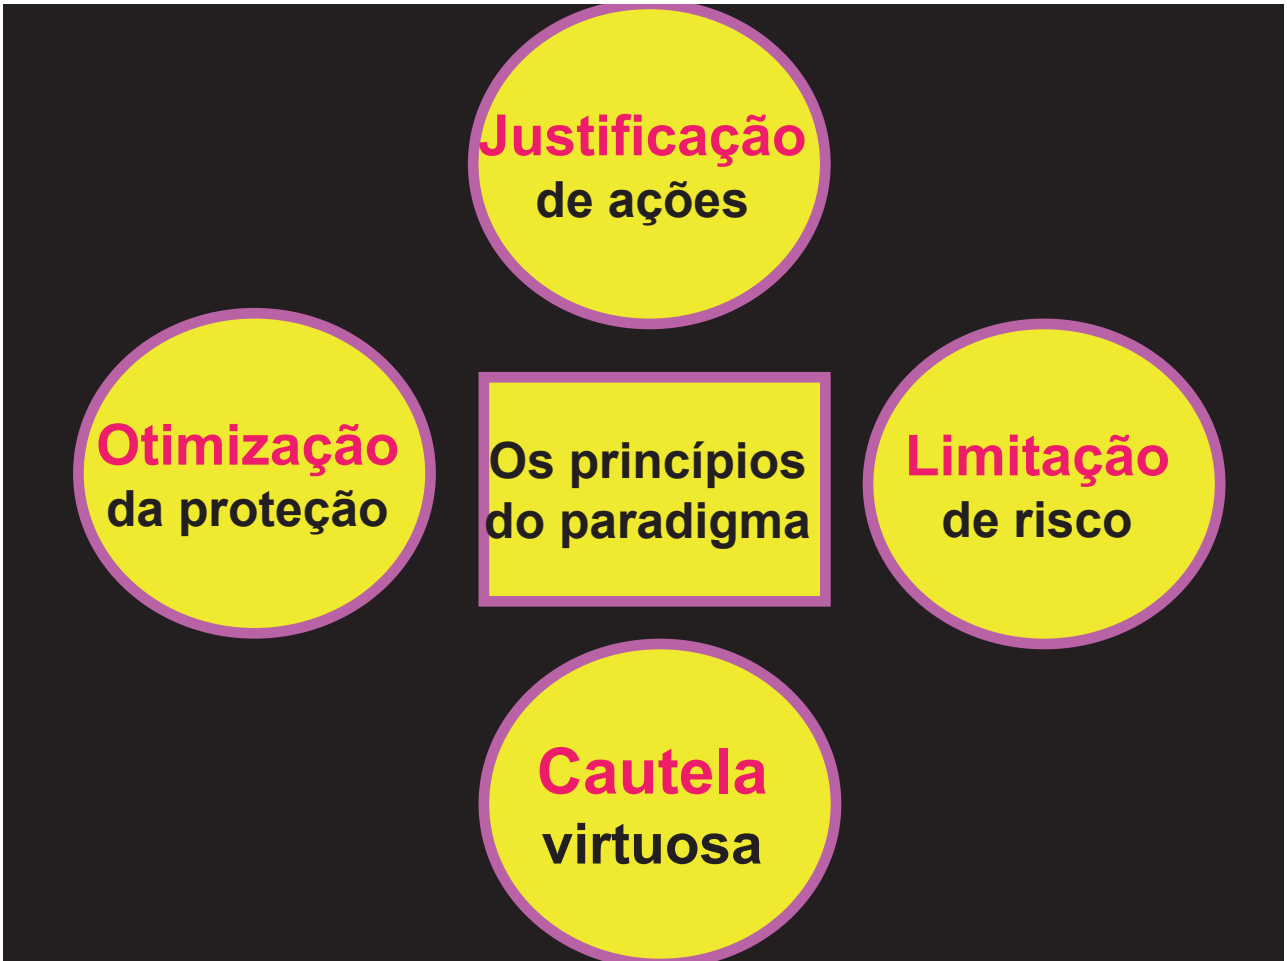 Justificação
de ações
Otimização
da proteção
Os princípios
do paradigma
Limitação
de risco
Cautela
virtuosa